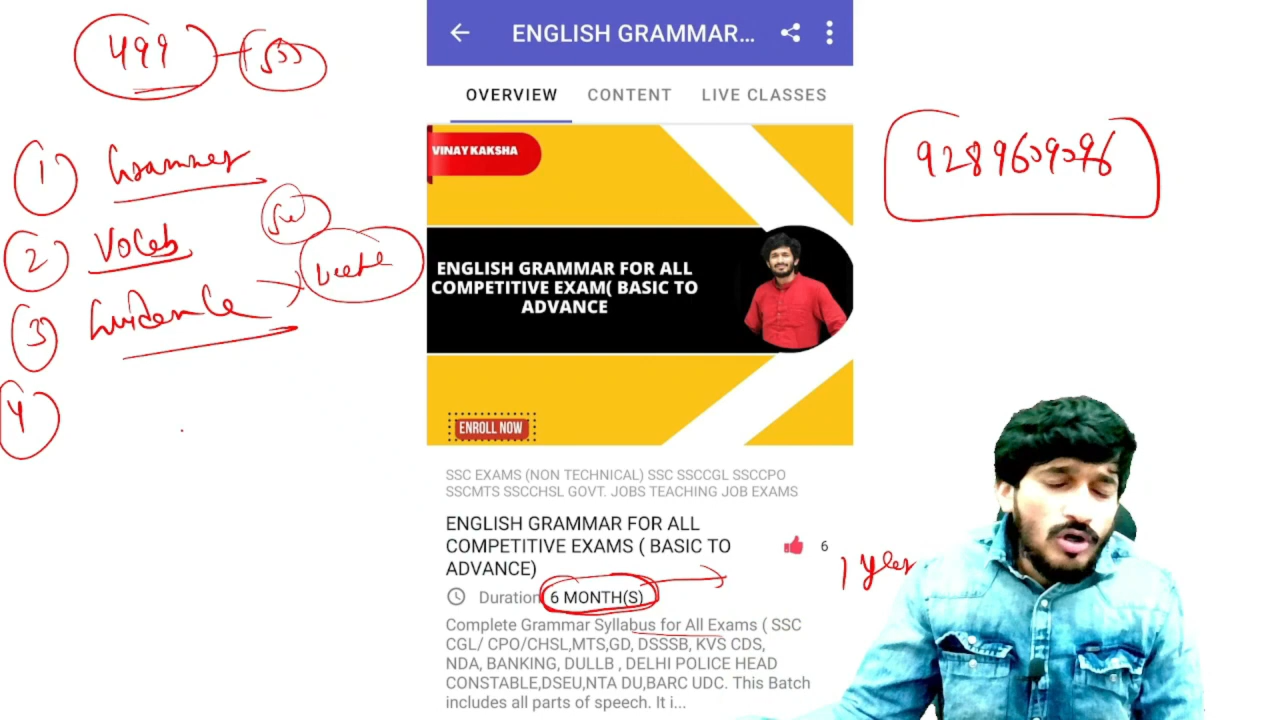 499
1 Grammer
2 Vocab
3 Guidence
4
ENGLISH GRAMMAR...
OVERVIEW CONTENT LIVE CLASSES
VINAY KAKSHA
ENGLISH GRAMMAR FOR ALL
COMPETITIVE EXAM( BASIC TO
ADVANCE
ENROLL NOW
SSC EXAMS (NON TECHNICAL) SSC SSCCGL SSCCPO
SSCMTS SSCCHSL GOVT. JOBS TEACHING JOB EXAMS
ENGLISH GRAMMAR FOR ALL
COMPETITIVE EXAMS ( BASIC TO
ADVANCE)
6
Duration 6 MONTH(S)
1 year
Complete Grammar Syllabus for All Exams ( SSC
CGL/ CPO/CHSL,MTS,GD, DSSSB, KVS CDS,
NDA, BANKING, DULLB , DELHI POLICE HEAD
CONSTABLE,DSEU,NTA DU,BARC UDC. This Batch
includes all parts of speech. It i...
9289609096